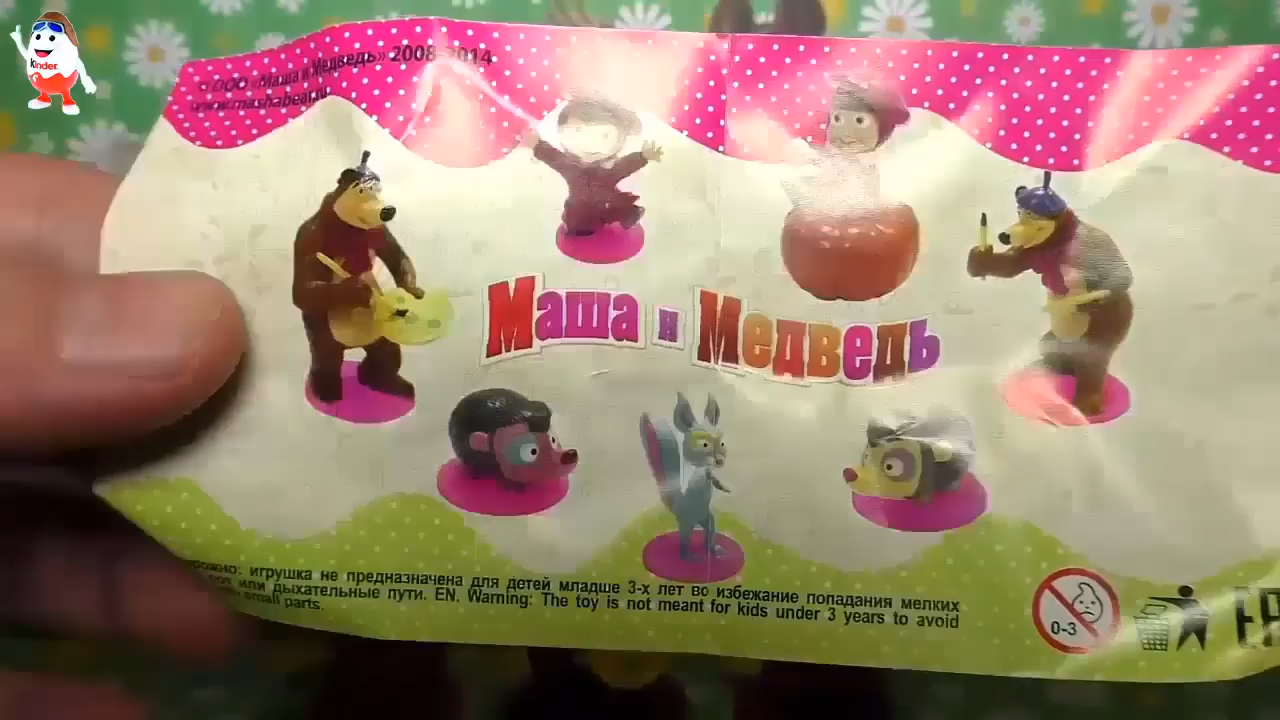 Kinder
© ООО «Маша и Медведь» 2008-2014
www.mashabear.ru
Маша и Медведь
игрушка не предназначена для детей младше 3-х лет во избежание попадания мелких
или дыхательные пути. EN. Warning: The toy is not meant for kids under 3 years to avoid
small parts.
0-3